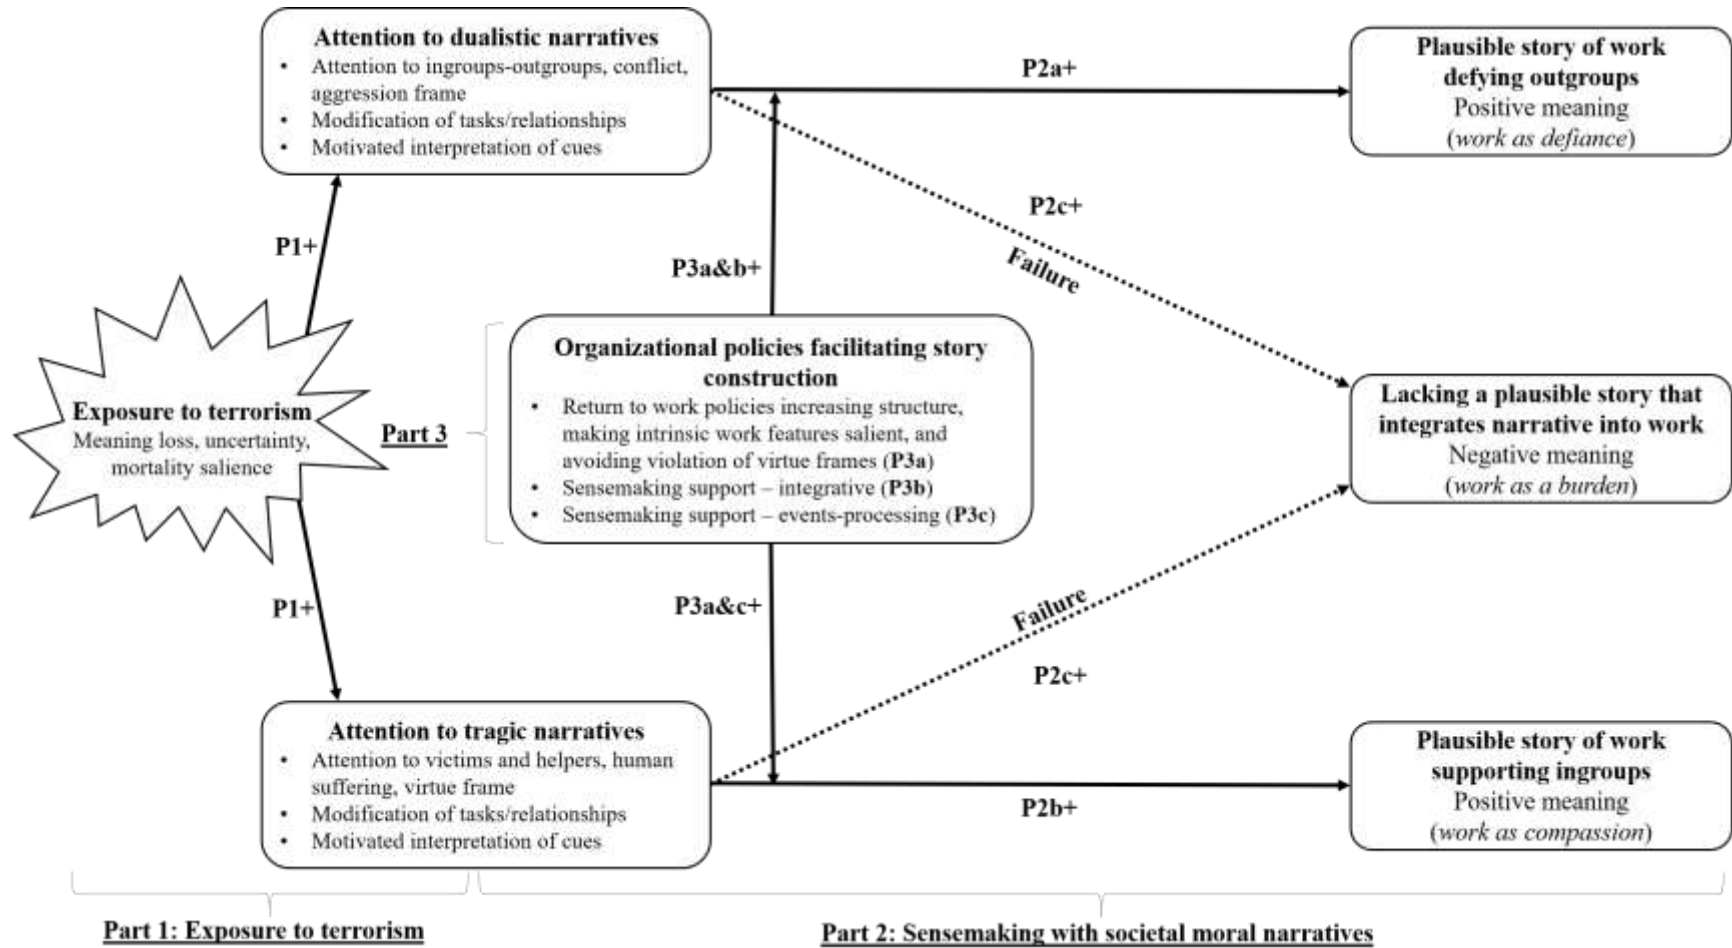 Attention to dualistic narratives
• Attention to ingroups-outgroups, conflict,
aggression frame
• Modification of tasks/relationships
• Motivated interpretation of cues
P2a+
Plausible story of work
defying outgroups
Positive meaning
(work as defiance)
P1+
P2c+
Failure
P3a&b+
Exposure to terrorism
Meaning loss, uncertainty,
mortality salience
Part 3
Organizational policies facilitating story
construction
• Return to work policies increasing structure,
making intrinsic work features salient, and
avoiding violation of virtue frames (P3a)
• Sensemaking support – integrative (P3b)
• Sensemaking support – events-processing (P3c)
Lacking a plausible story that
integrates narrative into work
Negative meaning
(work as a burden)
P1+
P3a&c+
Failure
P2c+
Attention to tragic narratives
• Attention to victims and helpers, human
suffering, virtue frame
• Modification of tasks/relationships
• Motivated interpretation of cues
P2b+
Plausible story of work
supporting ingroups
Positive meaning
(work as compassion)
Part 1: Exposure to terrorism
Part 2: Sensemaking with societal moral narratives